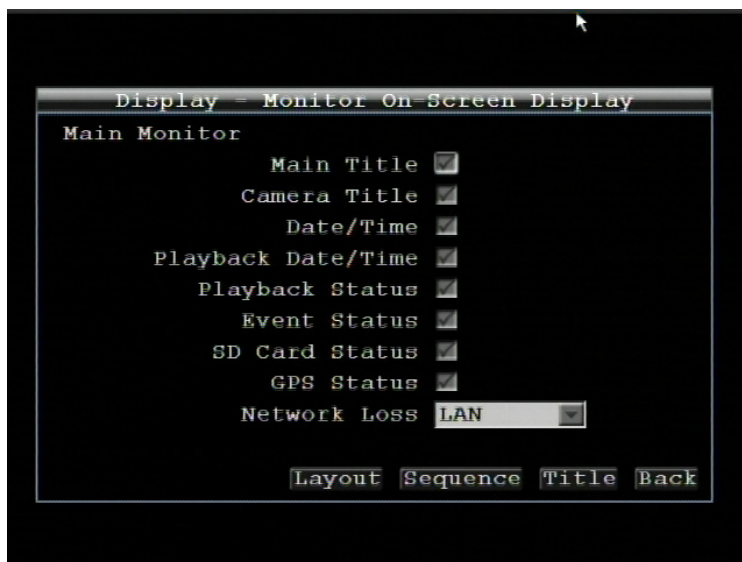 Display - Monitor On-Screen Display
Main Monitor
Main Title
Camera Title
Date/Time
Playback Date/Time
Playback Status
Event Status
SD Card Status
GPS Status
Network Loss LAN
Layout Sequence Title Back